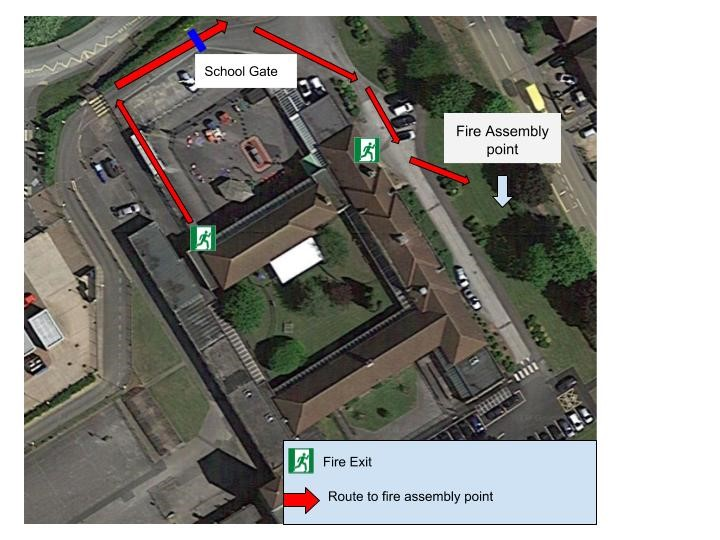 School Gate
Fire Assembly
point
Fire Exit
Route to fire assembly point